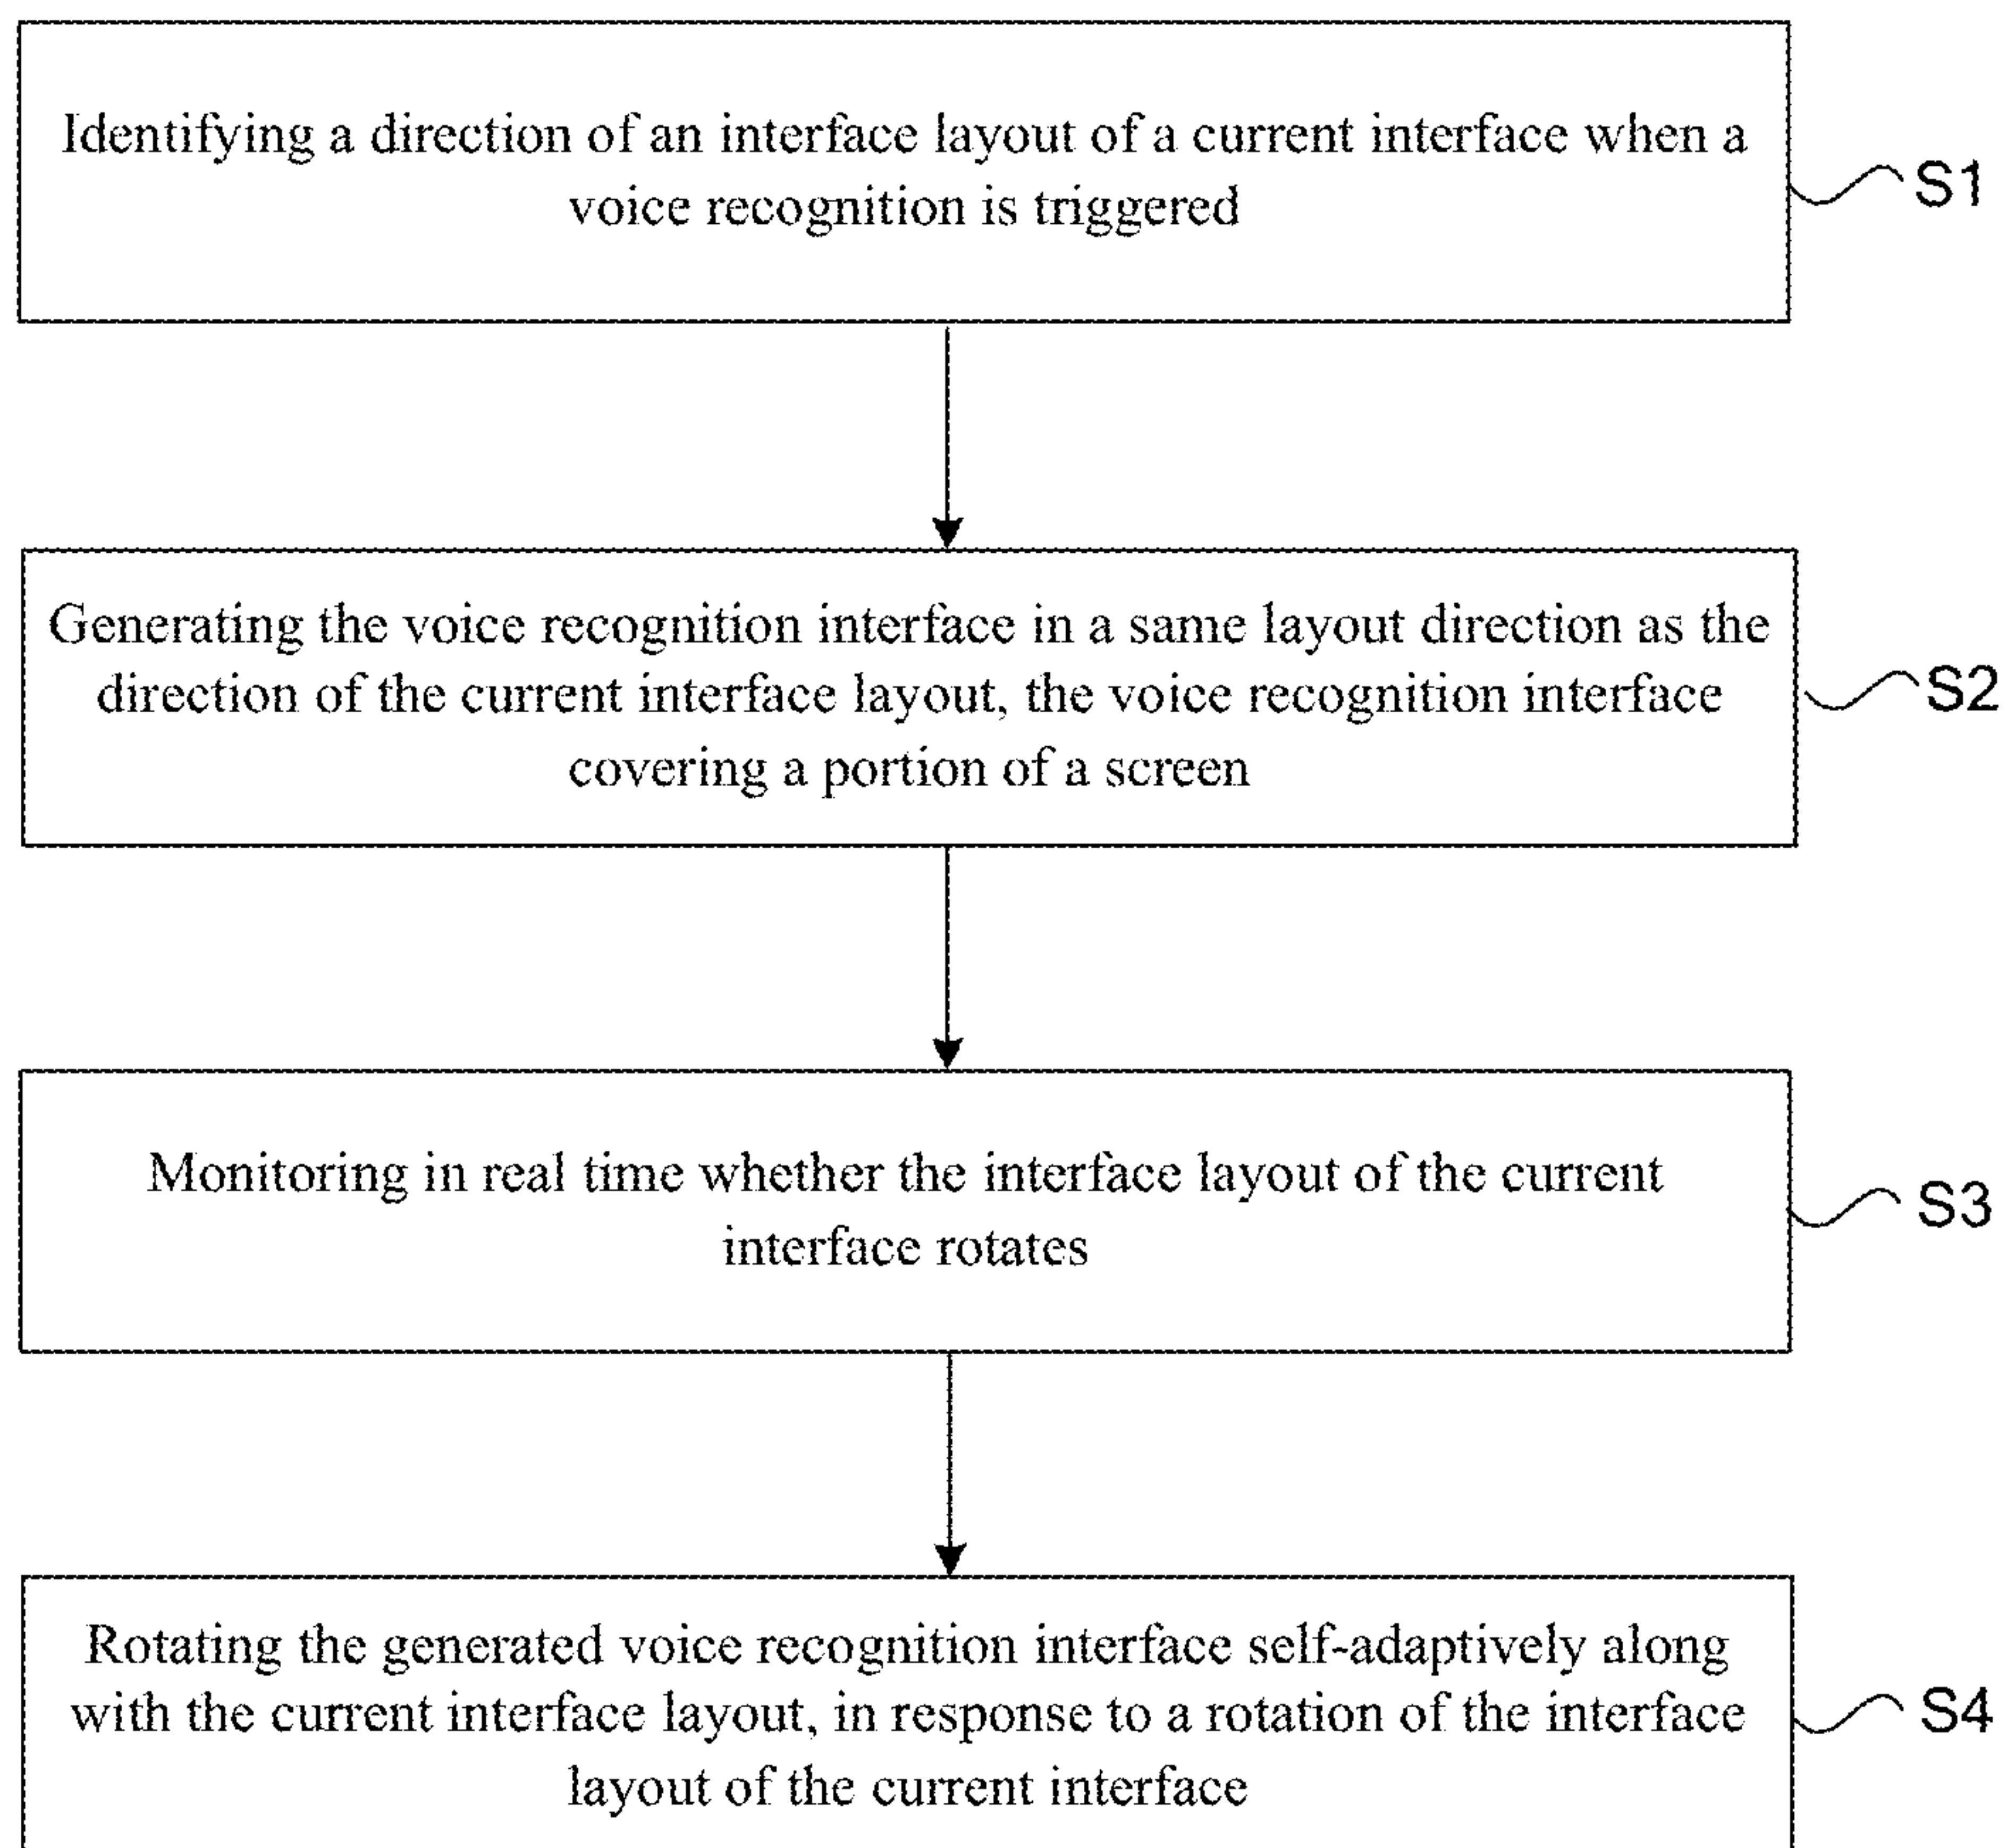 Identifying a direction of an interface layout of a current interface when a
voice recognition is triggered
S1
Generating the voice recognition interface in a same layout direction as the
direction of the current interface layout, the voice recognition interface
covering a portion of a screen
S2
Monitoring in real time whether the interface layout of the current
interface rotates
S3
Rotating the generated voice recognition interface self-adaptively along
with the current interface layout, in response to a rotation of the interface
layout of the current interface
S4